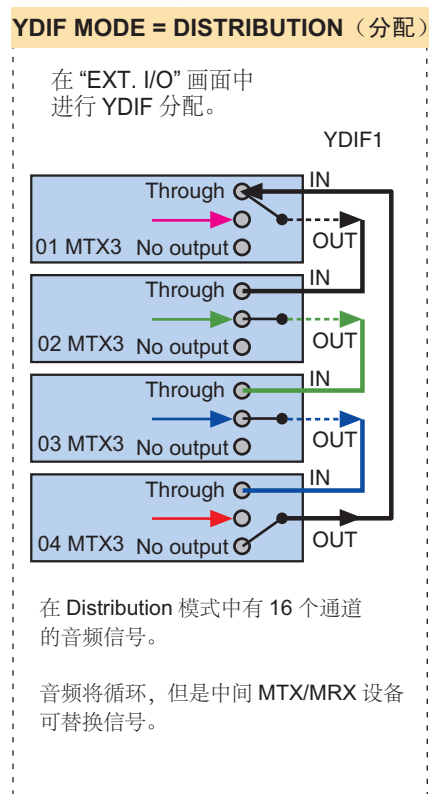 YDIF MODE = DISTRIBUTION（分配）
在 “EXT. I/O” 画面中
进行 YDIF 分配。
YDIF1
Through
IN
01 MTX3
No output
OUT
Through
IN
02 MTX3
No output
OUT
Through
IN
03 MTX3
No output
OUT
Through
IN
04 MTX3
No output
OUT
在 Distribution 模式中有 16 个通道
的音频信号。
音频将循环，但是中间 MTX/MRX 设备
可替换信号。